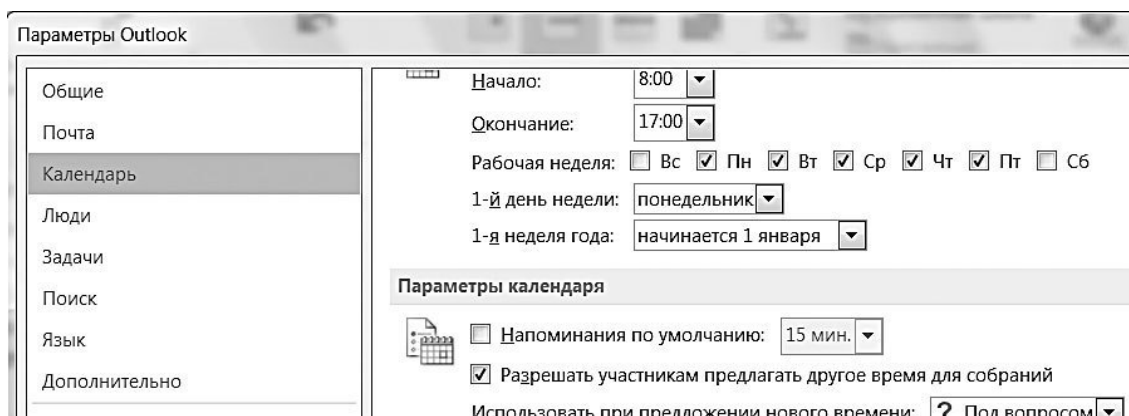 Параметры Outlook
Общие
Почта
Календарь
Люди
Задачи
Поиск
Язык
Дополнительно
Начало: 8:00
Окончание: 17:00
Рабочая неделя: Вс Пн Вт Ср Чт Пт Сб
1-й день недели: понедельник
1-я неделя года: начинается 1 января
Параметры календаря
Напоминания по умолчанию: 15 мин.
Разрешать участникам предлагать другое время для собраний
Использовать при предложении нового времени: ? Под вопросом